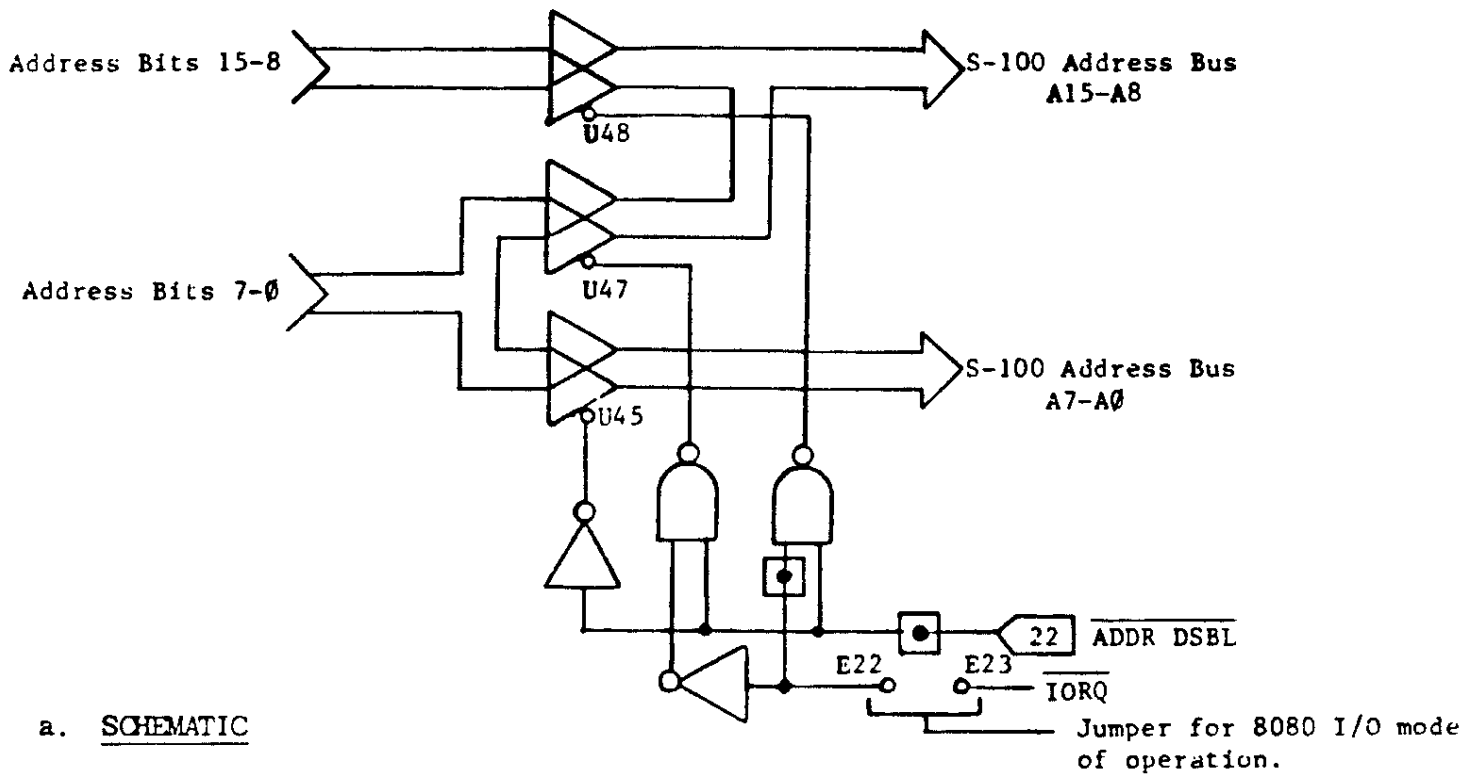 Address Bits 15-8
S-100 Address Bus
A15-A8
U48
U47
Address Bits 7-Ø
S-100 Address Bus
A7-AØ
U45
22
ADDR DSBL
E22
E23
IORQ
a. SCHEMATIC
Jumper for 8080 I/O mode
of operation.